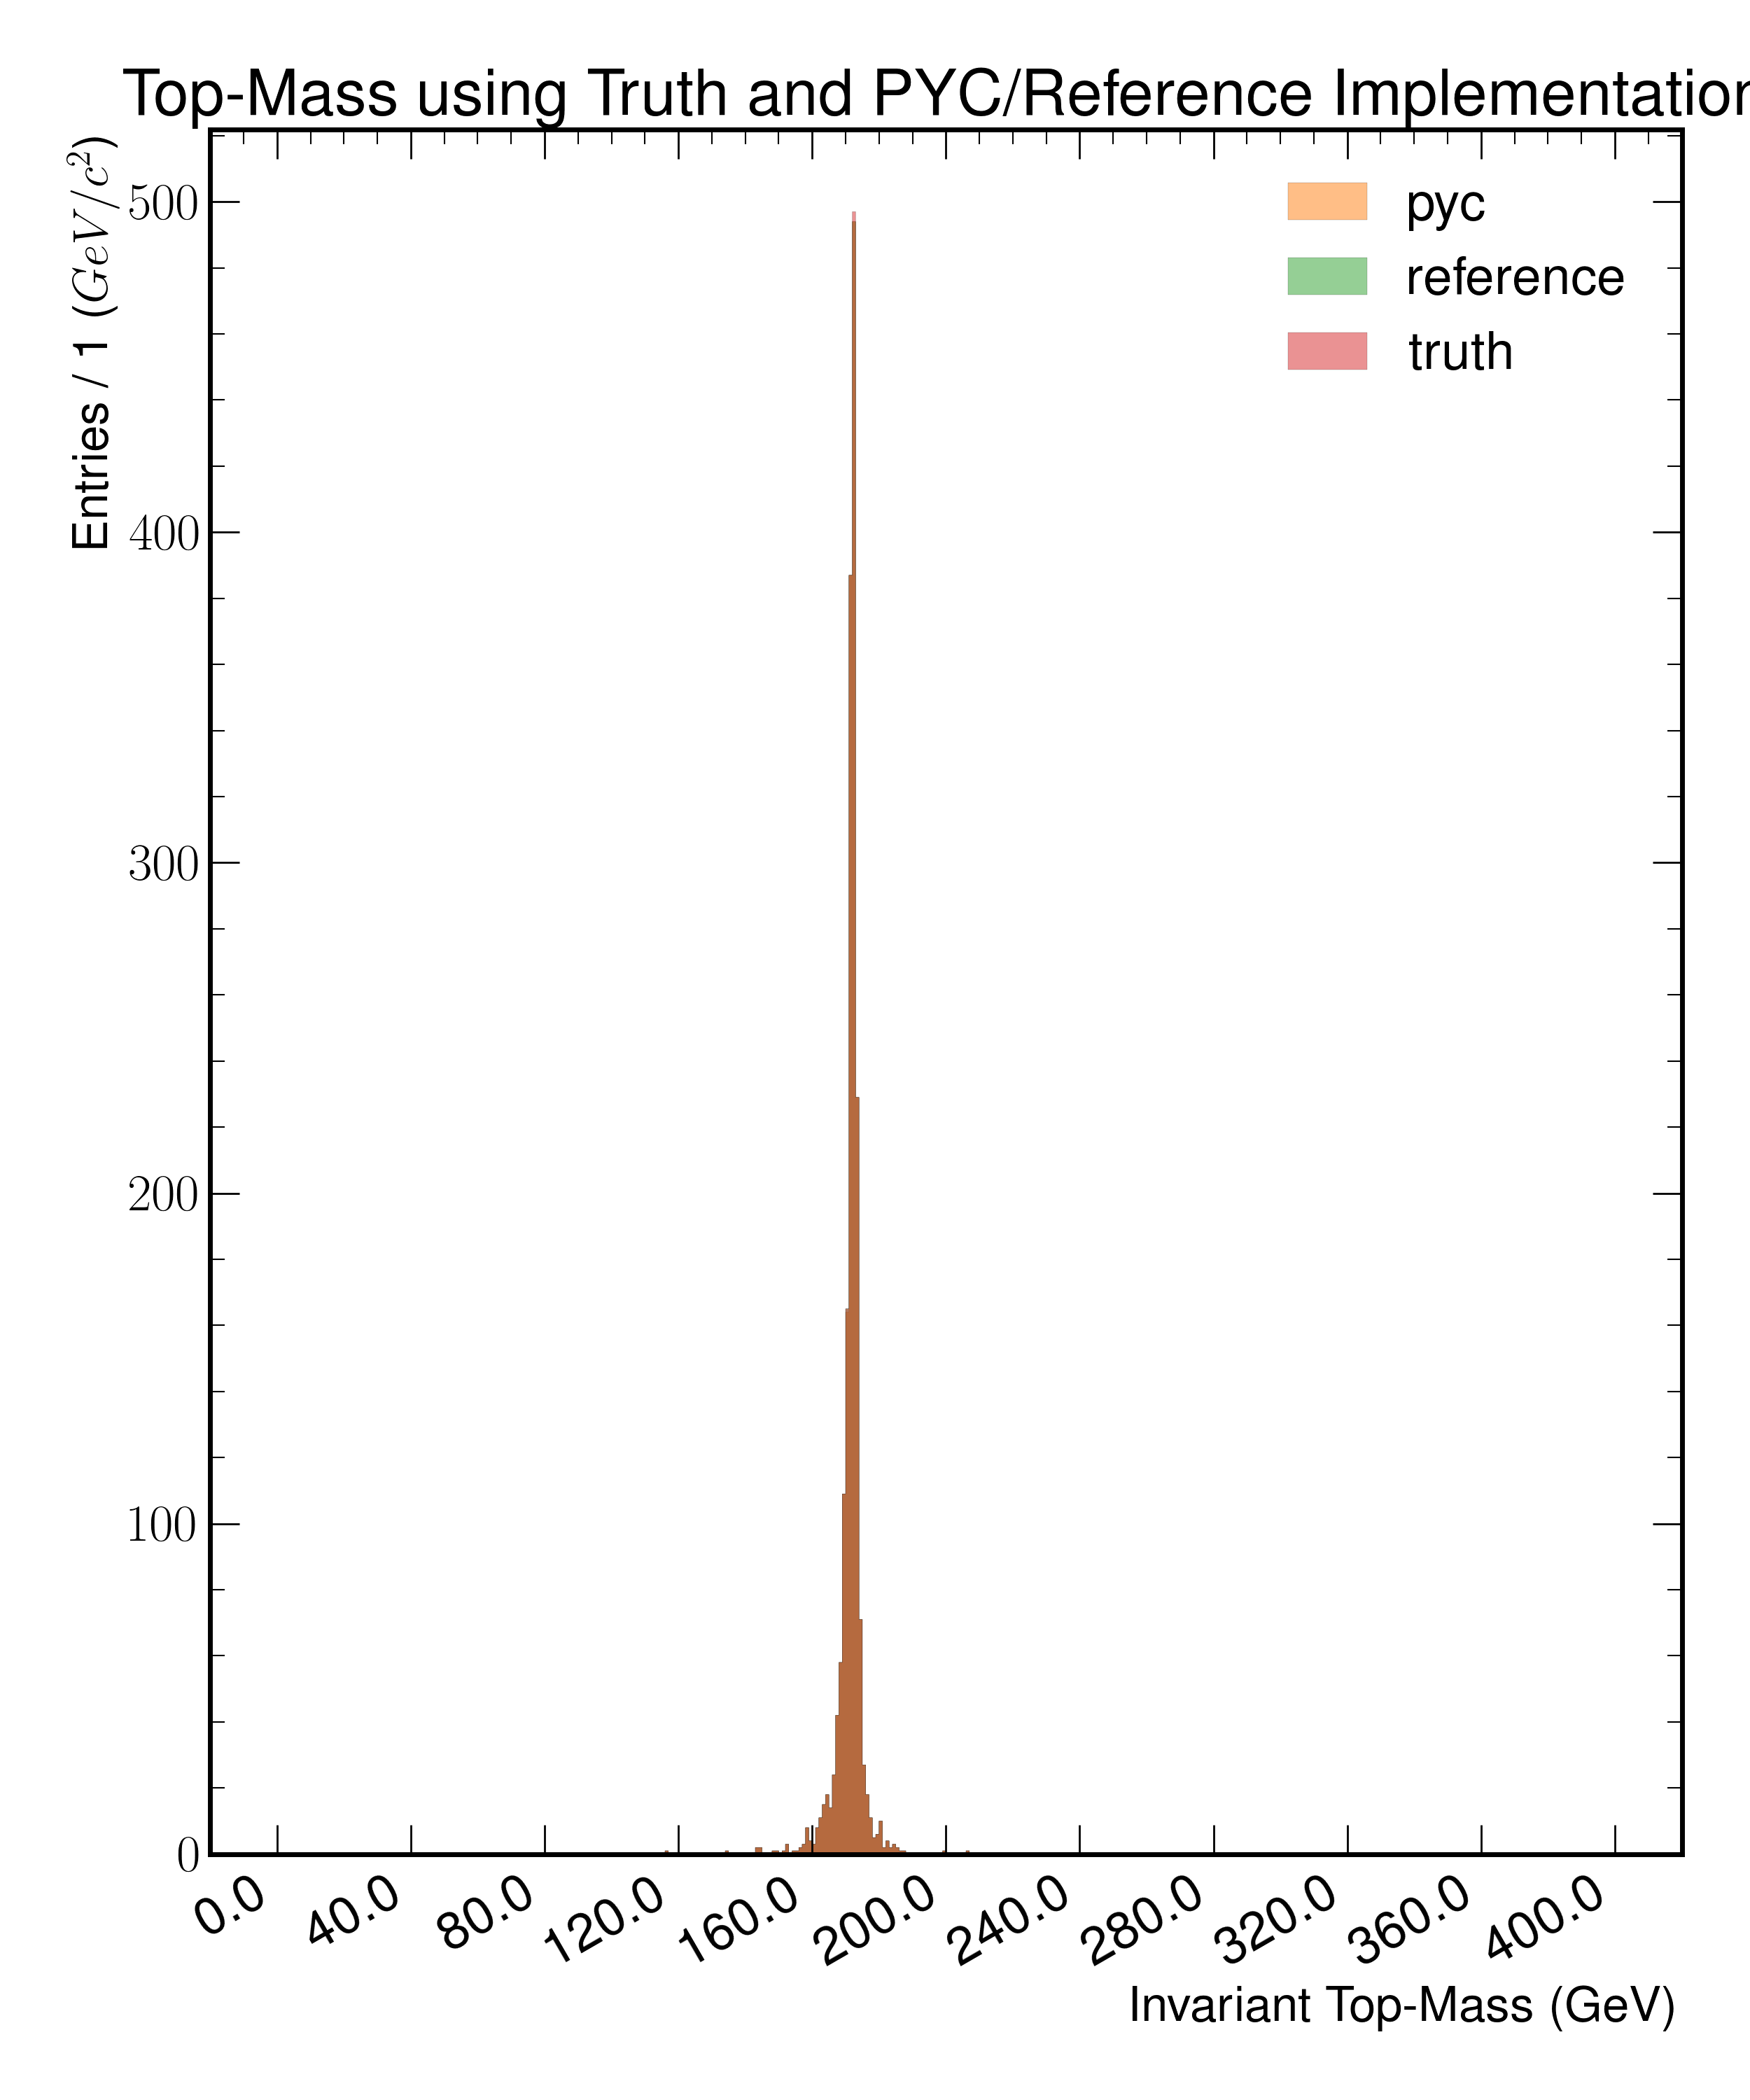 Top-Mass using Truth and PYC/Reference Implementation
Entries / 1 (GeV/c²)
pyc
reference
truth
500
400
300
200
100
0
0.0
40.0
80.0
120.0
160.0
200.0
240.0
280.0
320.0
360.0
400.0
Invariant Top-Mass (GeV)